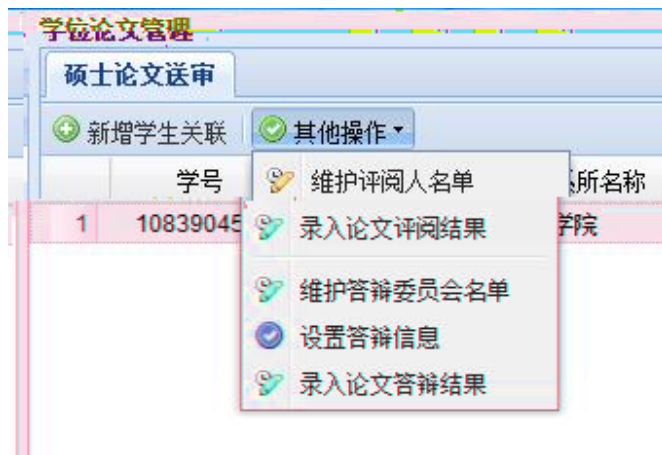 学位论文管理
硕士论文送审
新增学生关联 其他操作
学号 所名称
维护评阅人名单
1 10839045 学院
录入论文评阅结果
维护答辩委员会名单
设置答辩信息
录入论文答辩结果